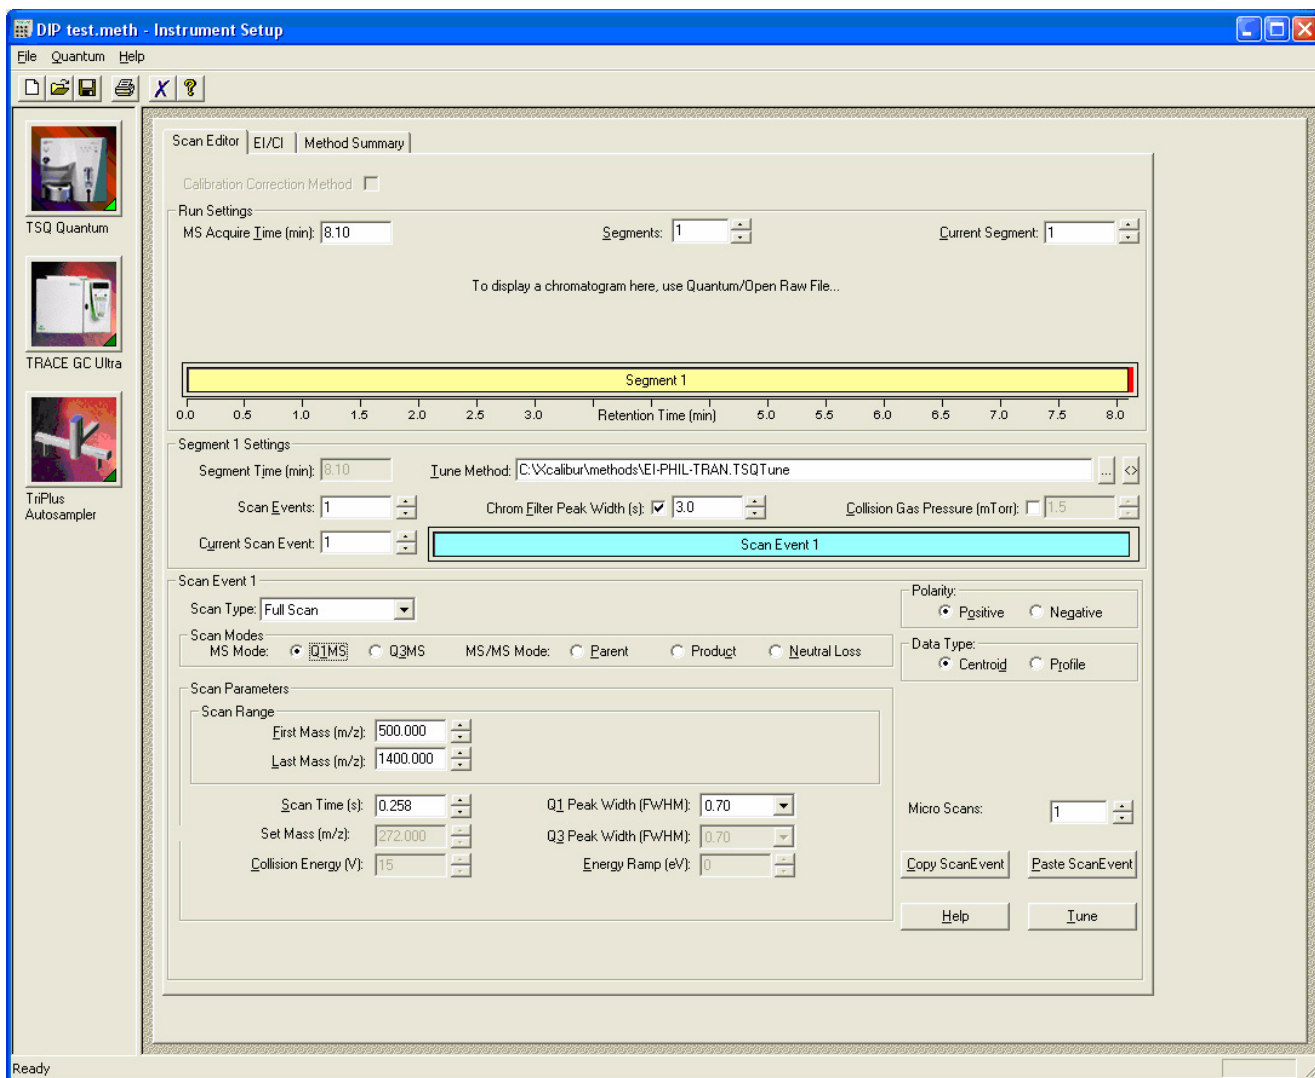 DIP test.meth - Instrument Setup
File Quantum Help
TSQ Quantum
TRACE GC Ultra
TriPlus
Autosampler
Scan Editor EI/CI Method Summary
Calibration Correction Method
Run Settings
MS Acquire Time (min): 8.10 Segments: 1 Current Segment: 1
To display a chromatogram here, use Quantum/Open Raw File...
Segment 1
0.0 0.5 1.0 1.5 2.0 2.5 3.0 Retention Time (min) 5.0 5.5 6.0 6.5 7.0 7.5 8.0
Segment 1 Settings
Segment Time (min): 8.10 Tune Method: C:\Xcalibur\methods\EI-PHIL-TRAN.TSQTune ... <>
Scan Events: 1 Chrom Filter Peak Width (s): 3.0 Collision Gas Pressure (mTorr): 1.5
Current Scan Event: 1 Scan Event 1
Scan Event 1
Scan Type: Full Scan
Polarity:
Positive Negative
Scan Modes
MS Mode: Q1MS Q3MS MS/MS Mode: Parent Product Neutral Loss
Data Type:
Centroid Profile
Scan Parameters
Scan Range
First Mass (m/z): 500.000
Last Mass (m/z): 1400.000
Scan Time (s): 0.258 Q1 Peak Width (FWHM): 0.70 Micro Scans: 1
Set Mass (m/z): 272.000 Q3 Peak Width (FWHM): 0.70
Collision Energy (V): 15 Energy Ramp (eV): 0 Copy ScanEvent Paste ScanEvent
Help Tune
Ready